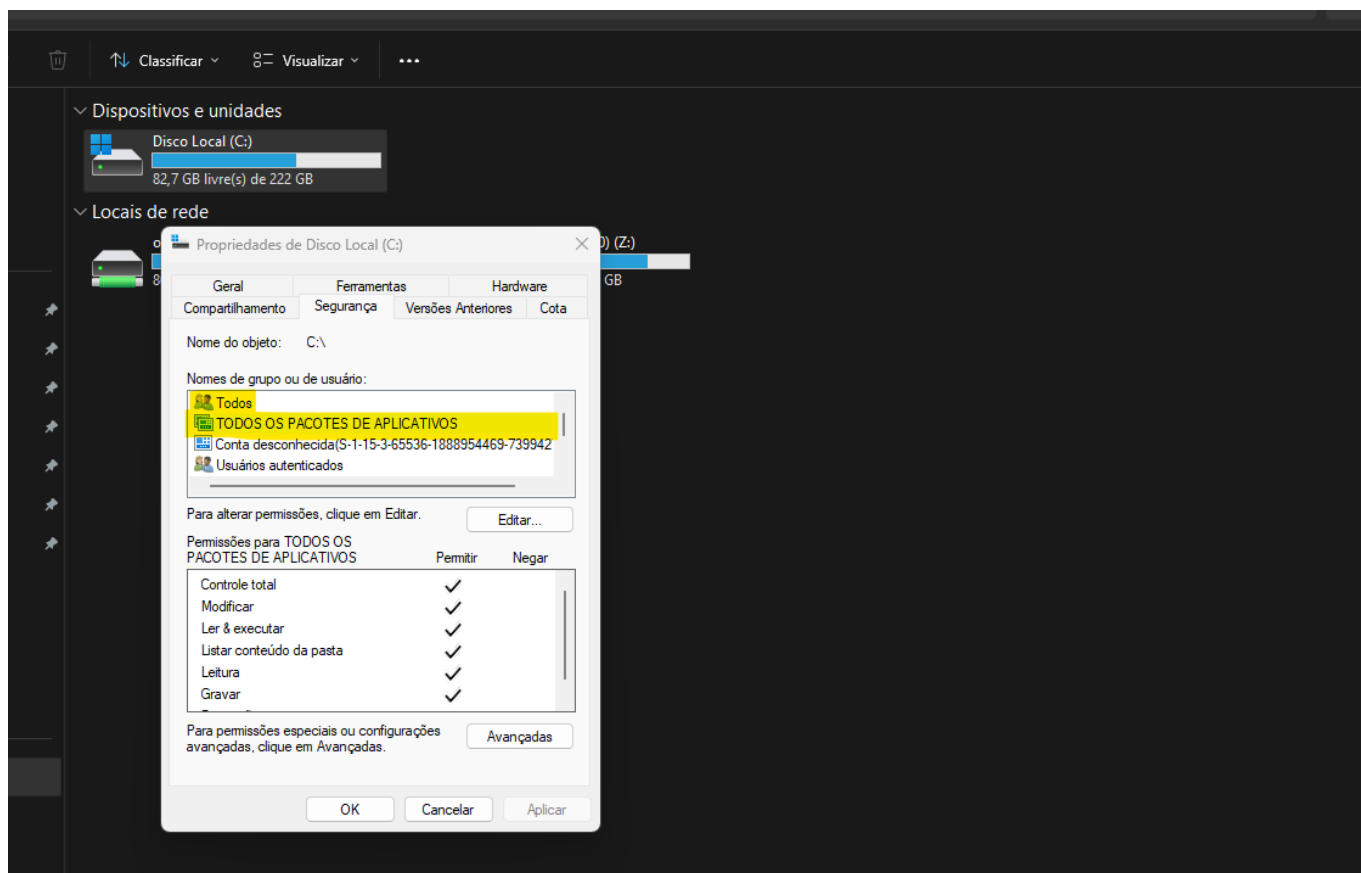 Classificar
Visualizar
Dispositivos e unidades
Disco Local (C:)
82,7 GB livre(s) de 222 GB
Locais de rede
(Z:)
GB
Propriedades de Disco Local (C:)
Geral Ferramentas Hardware
Compartilhamento Segurança Versões Anteriores Cota
Nome do objeto: C:\
Nomes de grupo ou de usuário:
Todos
TODOS OS PACOTES DE APLICATIVOS
Conta desconhecida(S-1-15-3-65536-1888954469-739942
Usuários autenticados
Para alterar permissões, clique em Editar.
Editar...
Permissões para TODOS OS
PACOTES DE APLICATIVOS Permitir Negar
Controle total
Modificar
Ler & executar
Listar conteúdo da pasta
Leitura
Gravar
Para permissões especiais ou configurações
avançadas, clique em Avançadas.
Avançadas
OK Cancelar Aplicar